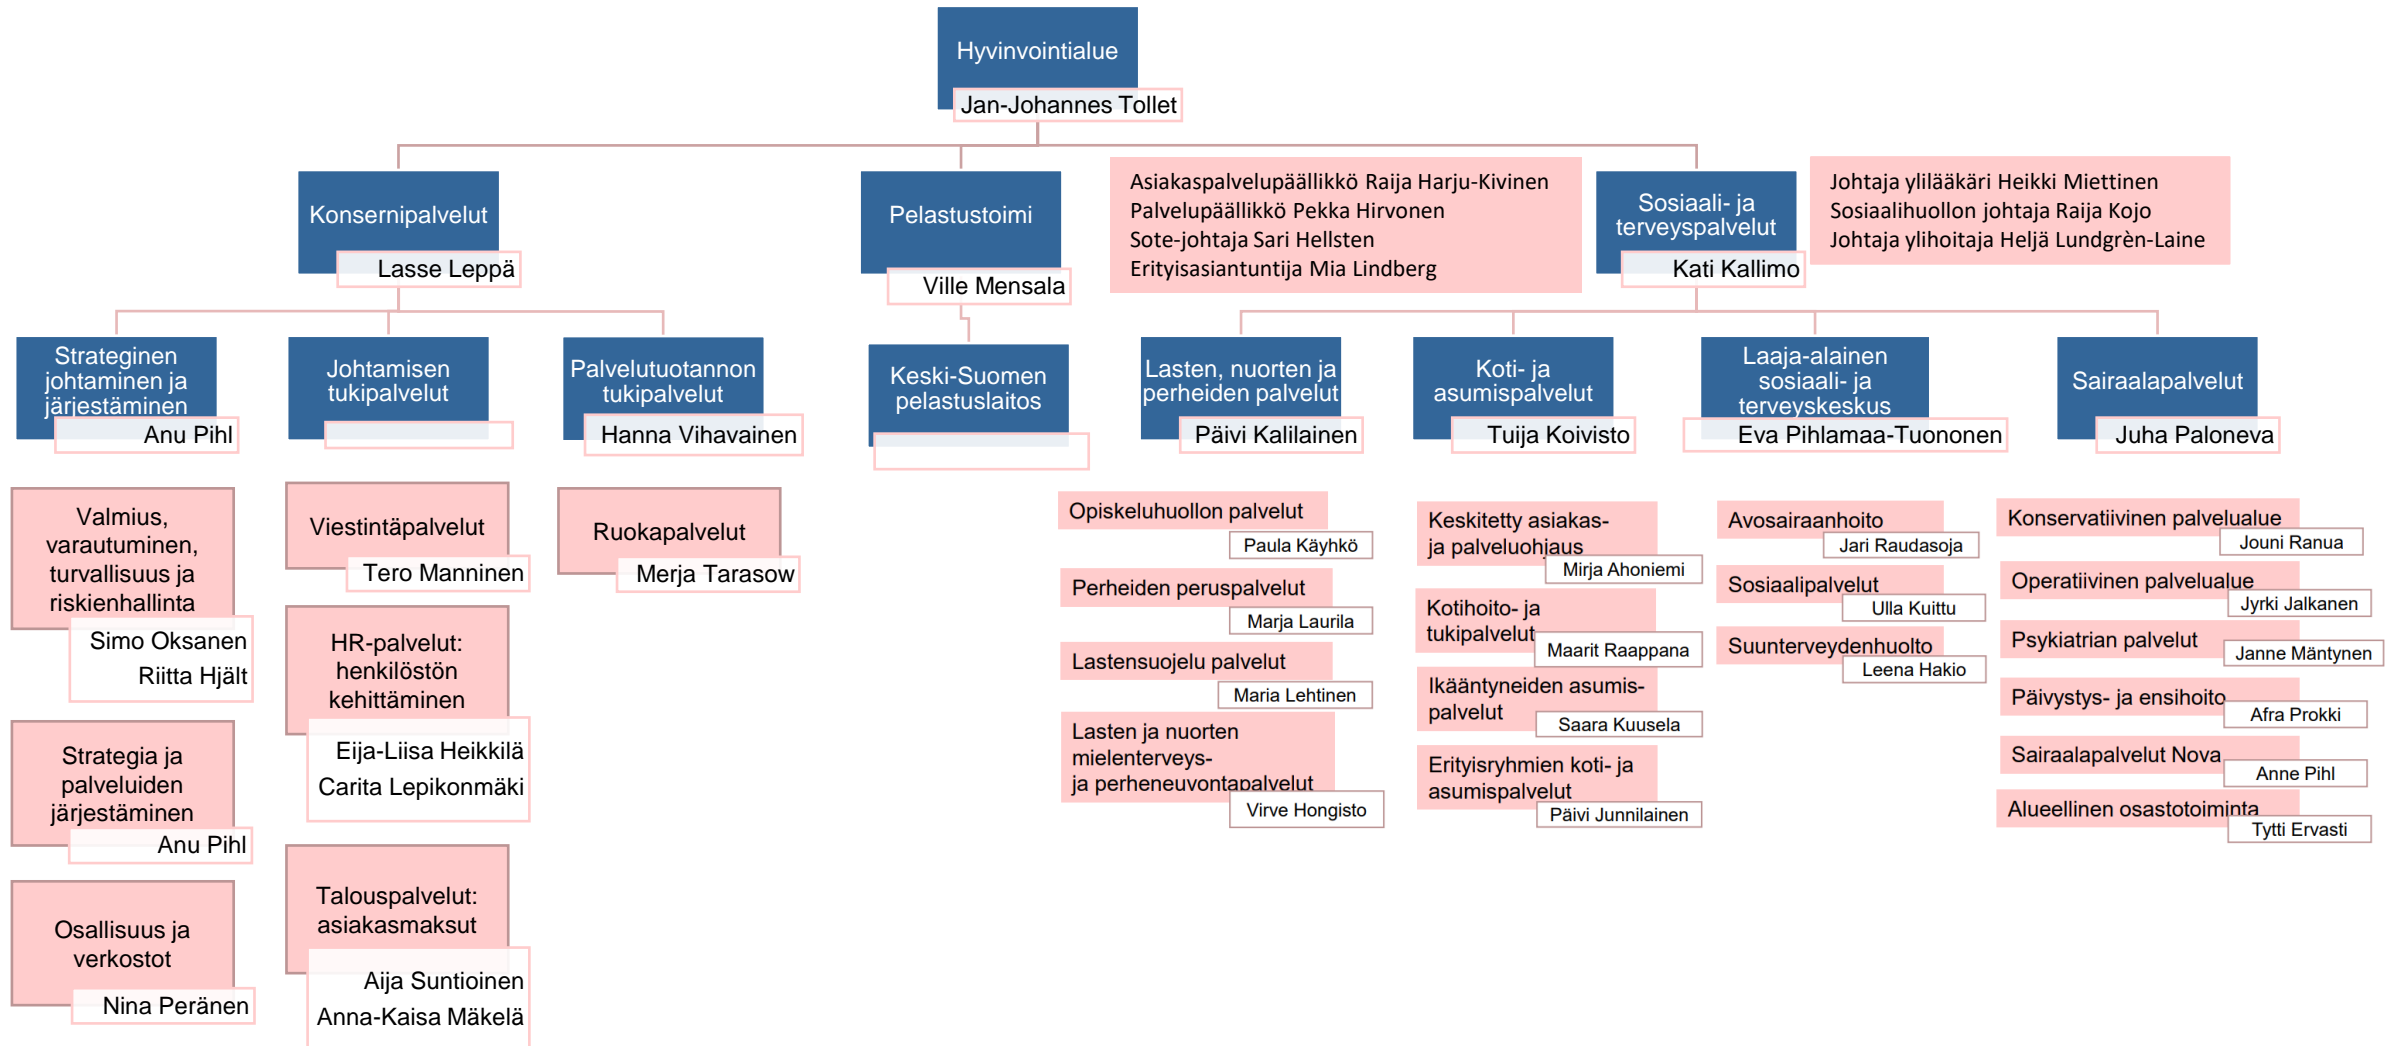 Hyvinvointialue
Jan-Johannes Tollet
Konsernipalvelut
Lasse Leppä
Pelastustoimi
Ville Mensala
Asiakaspalvelupäällikkö Raija Harju-Kivinen
Palvelupäällikkö Pekka Hirvonen
Sote-johtaja Sari Hellsten
Erityisasiantuntija Mia Lindberg
Sosiaali- ja
terveyspalvelut
Kati Kallimo
Johtaja ylilääkäri Heikki Miettinen
Sosiaalihuollon johtaja Raija Kojo
Johtaja ylihoitaja Heljä Lundgrèn-Laine
Strateginen
johtaminen ja
järjestäminen
Anu Pihl
Johtamisen
tukipalvelut
Palvelutuotannon
tukipalvelut
Hanna Vihavainen
Keski-Suomen
pelastuslaitos
Lasten, nuorten ja
perheiden palvelut
Päivi Kalilainen
Koti- ja
asumispalvelut
Tuija Koivisto
Laaja-alainen
sosiaali- ja
terveyskeskus
Eva Pihlamaa-Tuononen
Sairaalapalvelut
Juha Paloneva
Valmius,
varautuminen,
turvallisuus ja
riskienhallinta
Simo Oksanen
Riitta Hjält
Strategia ja
palveluiden
järjestäminen
Anu Pihl
Osallisuus ja
verkostot
Nina Peränen
Viestintäpalvelut
Tero Manninen
HR-palvelut:
henkilöstön
kehittäminen
Eija-Liisa Heikkilä
Carita Lepikonmäki
Talouspalvelut:
asiakasmaksut
Aija Suntioinen
Anna-Kaisa Mäkelä
Ruokapalvelut
Merja Tarasow
Opiskeluhuollon palvelut
Paula Käyhkö
Perheiden peruspalvelut
Marja Laurila
Lastensuojelu palvelut
Maria Lehtinen
Lasten ja nuorten
mielenterveys-
ja perheneuvontapalvelut
Virve Hongisto
Keskitetty asiakas-
ja palveluohjaus
Mirja Ahoniemi
Kotihoito- ja
tukipalvelut
Maarit Raappana
Ikääntyneiden asumis-
palvelut
Saara Kuusela
Erityisryhmien koti- ja
asumispalvelut
Päivi Junnilainen
Avosairaanhoito
Jari Raudasoja
Sosiaalipalvelut
Ulla Kuittu
Suunterveydenhuolto
Leena Hakio
Konservatiivinen palvelualue
Jouni Ranua
Operatiivinen palvelualue
Jyrki Jalkanen
Psykiatrian palvelut
Janne Mäntynen
Päivystys- ja ensihoito
Afra Prokki
Sairaalapalvelut Nova
Anne Pihl
Alueellinen osastotoiminta
Tytti Ervasti